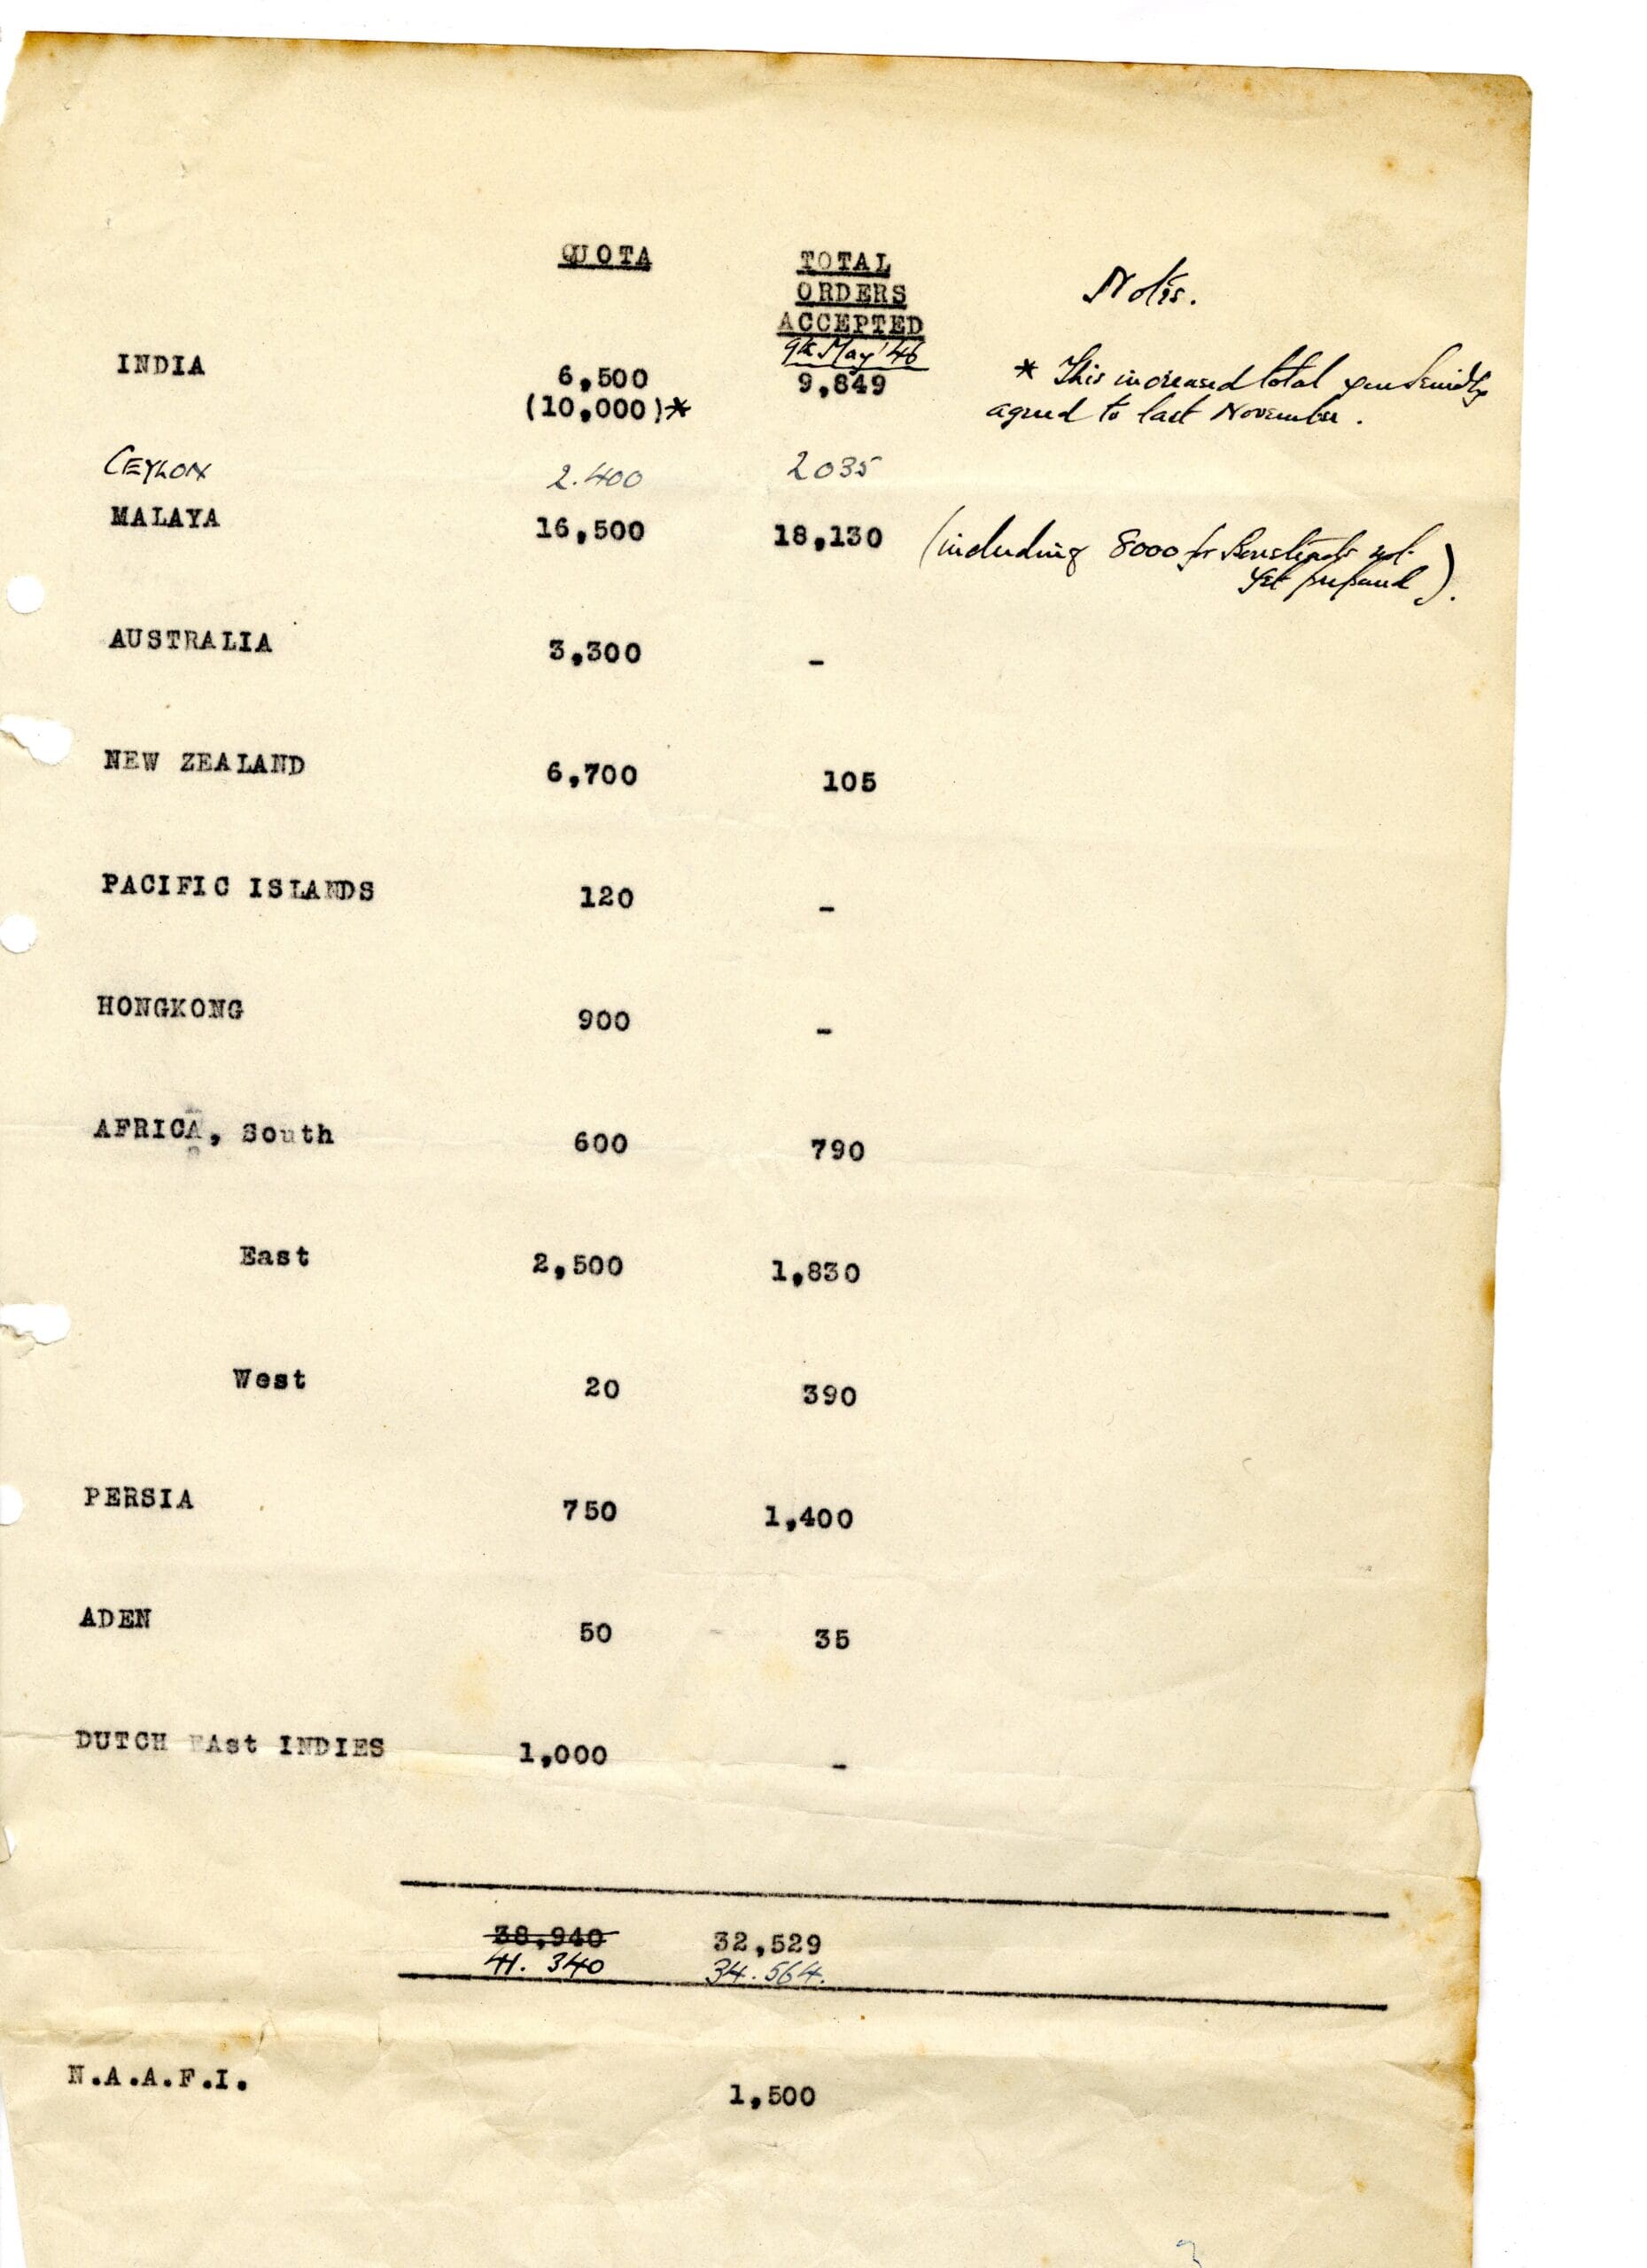 QUOTA TOTAL
ORDERS
ACCEPTED
9th May '46
Notes.
INDIA 6,500 9,849
(10,000)*
* This increased total you kindly
agreed to last November.
CEYLON 2.400 2035
MALAYA 16,500 18,130 (including 8000 for not
yet prepared).
AUSTRALIA 3,300 -
NEW ZEALAND 6,700 105
PACIFIC ISLANDS 120 -
HONGKONG 900 -
AFRICA, South 600 790
East 2,500 1,830
West 20 390
PERSIA 750 1,400
ADEN 50 35
DUTCH EAst INDIES 1,000 -
38,940 32,529
41.340 34.564.
N.A.A.F.I. 1,500